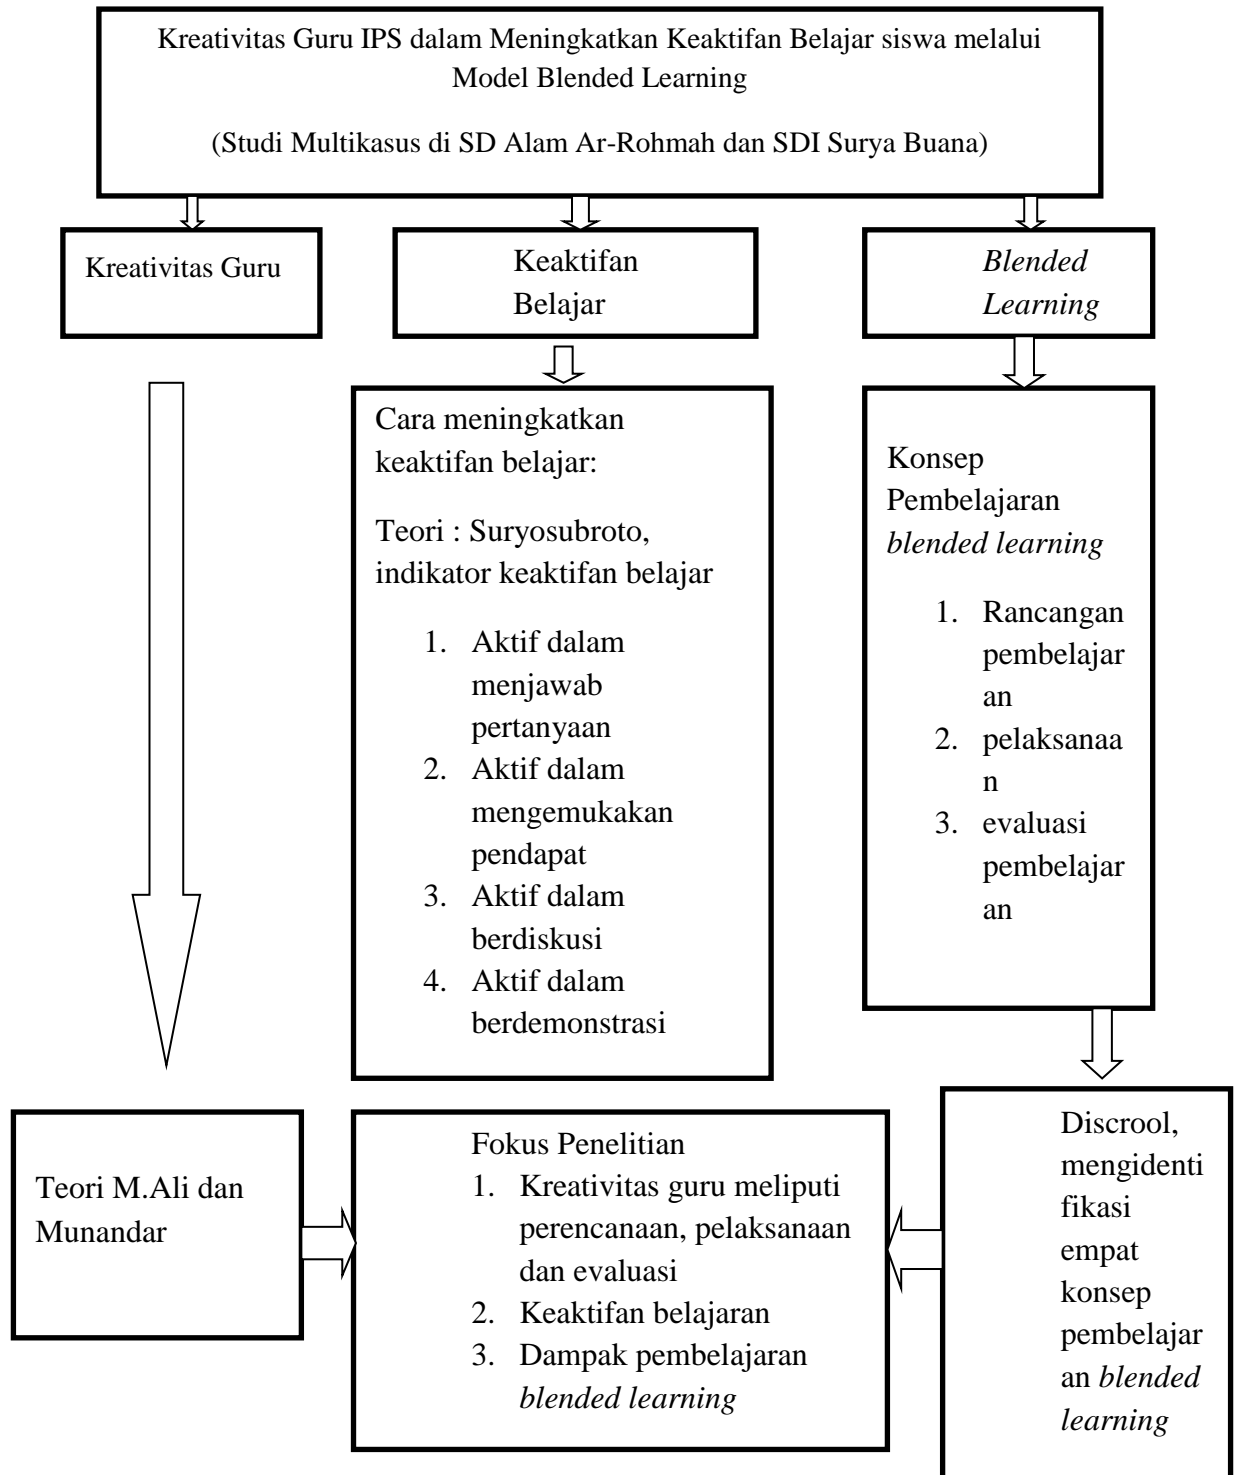 Kreativitas Guru IPS dalam Meningkatkan Keaktifan Belajar siswa melalui
Model Blended Learning
(Studi Multikasus di SD Alam Ar-Rohmah dan SDI Surya Buana)
Kreativitas Guru
Keaktifan
Belajar
Blended
Learning
Cara meningkatkan
keaktifan belajar:
Teori : Suryosubroto,
indikator keaktifan belajar
1. Aktif dalam
menjawab
pertanyaan
2. Aktif dalam
mengemukakan
pendapat
3. Aktif dalam
berdiskusi
4. Aktif dalam
berdemonstrasi
Konsep
Pembelajaran
blended learning
1. Rancangan
pembelajar
an
2. pelaksanaa
n
3. evaluasi
pembelajar
an
Teori M.Ali dan
Munandar
Fokus Penelitian
1. Kreativitas guru meliputi
perencanaan, pelaksanaan
dan evaluasi
2. Keaktifan belajaran
3. Dampak pembelajaran
blended learning
Discrool,
mengidenti
fikasi
empat
konsep
pembelajar
an blended
learning